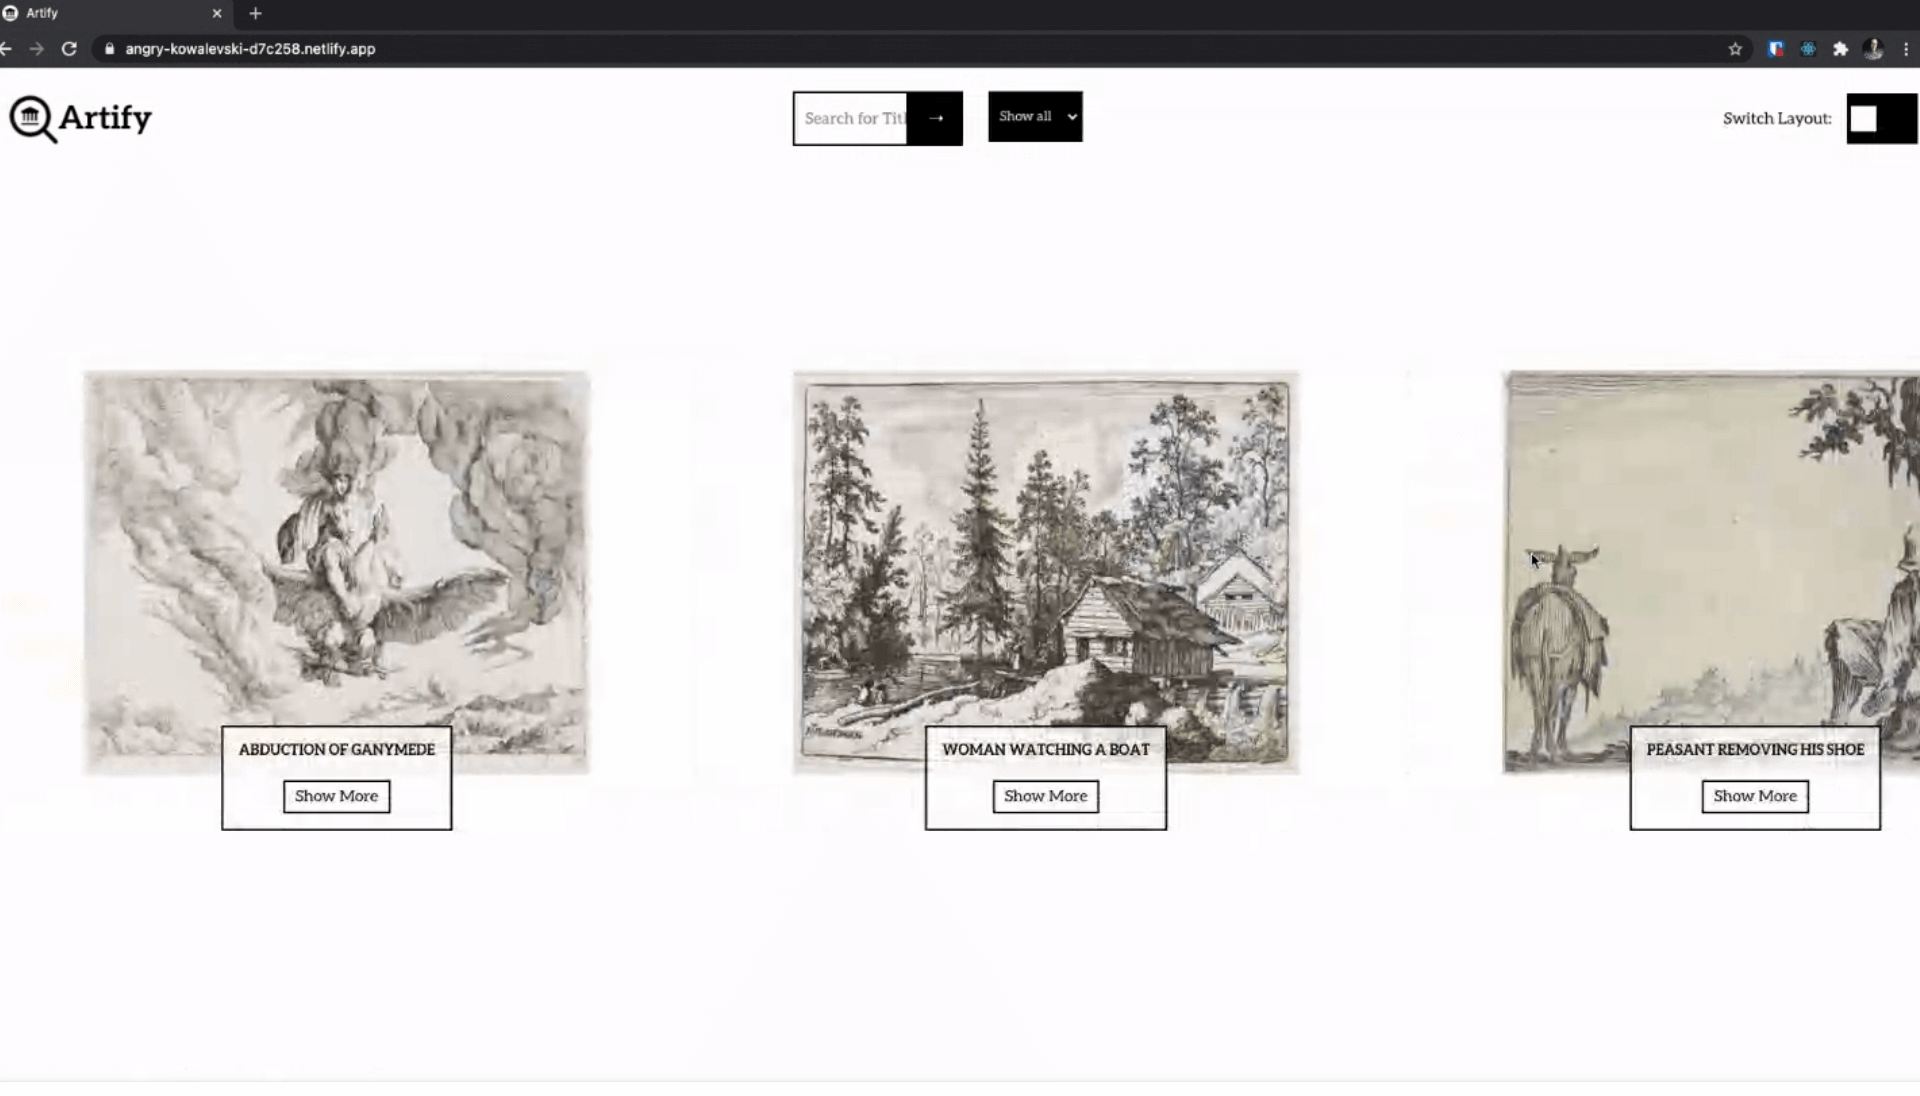 Artify
angry-kowalevski-d7c258.netlify.app
Artify
Search for Titl
→
Show all
Switch Layout:
ABDUCTION OF GANYMEDE
Show More
WOMAN WATCHING A BOAT
Show More
PEASANT REMOVING HIS SHOE
Show More